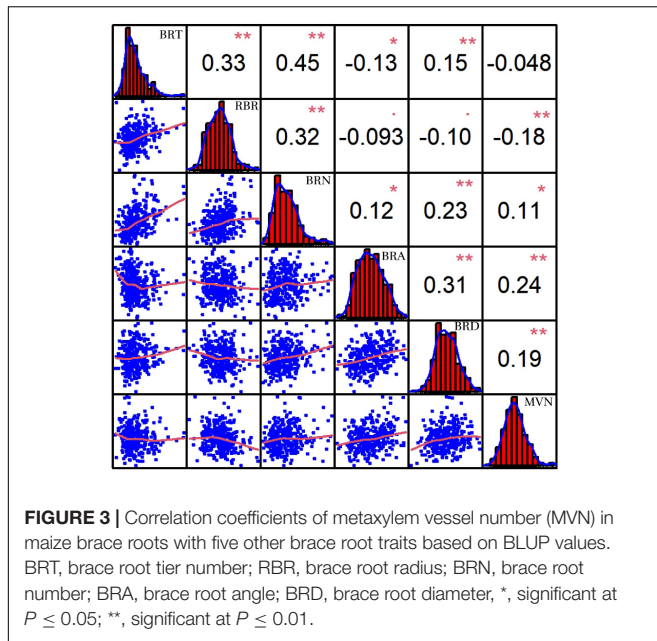 BRT ** ** * **
0.33 0.45 -0.13 0.15 -0.048
RBR ** . . **
0.32 -0.093 -0.10 -0.18
BRN * ** *
0.12 0.23 0.11
BRA ** **
0.31 0.24
BRD **
0.19
MVN
FIGURE 3 | Correlation coefficients of metaxylem vessel number (MVN) in
maize brace roots with five other brace root traits based on BLUP values.
BRT, brace root tier number; RBR, brace root radius; BRN, brace root
number; BRA, brace root angle; BRD, brace root diameter, *, significant at
P ≤ 0.05; **, significant at P ≤ 0.01.